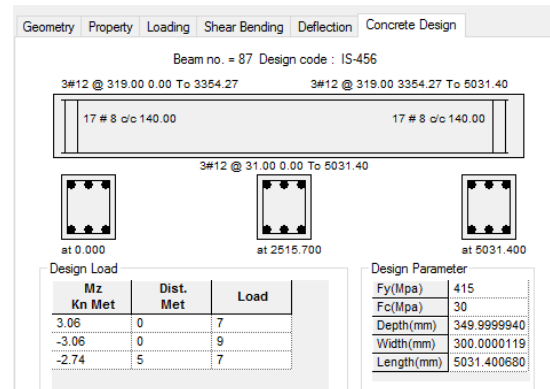 Geometry Property Loading Shear Bending Deflection Concrete Design
Beam no. = 87 Design code : IS-456
3#12 @ 319.00 0.00 To 3354.27 3#12 @ 319.00 3354.27 To 5031.40
17 # 8 c/c 140.00 17 # 8 c/c 140.00
3#12 @ 31.00 0.00 To 5031.40
at 0.000 at 2515.700 at 5031.400
Design Load
Mz Kn Met Dist. Met Load
3.06 0 7
-3.06 0 9
-2.74 5 7
Design Parameter
Fy(Mpa) 415
Fc(Mpa) 30
Depth(mm) 349.9999940
Width(mm) 300.0000119
Length(mm) 5031.400680